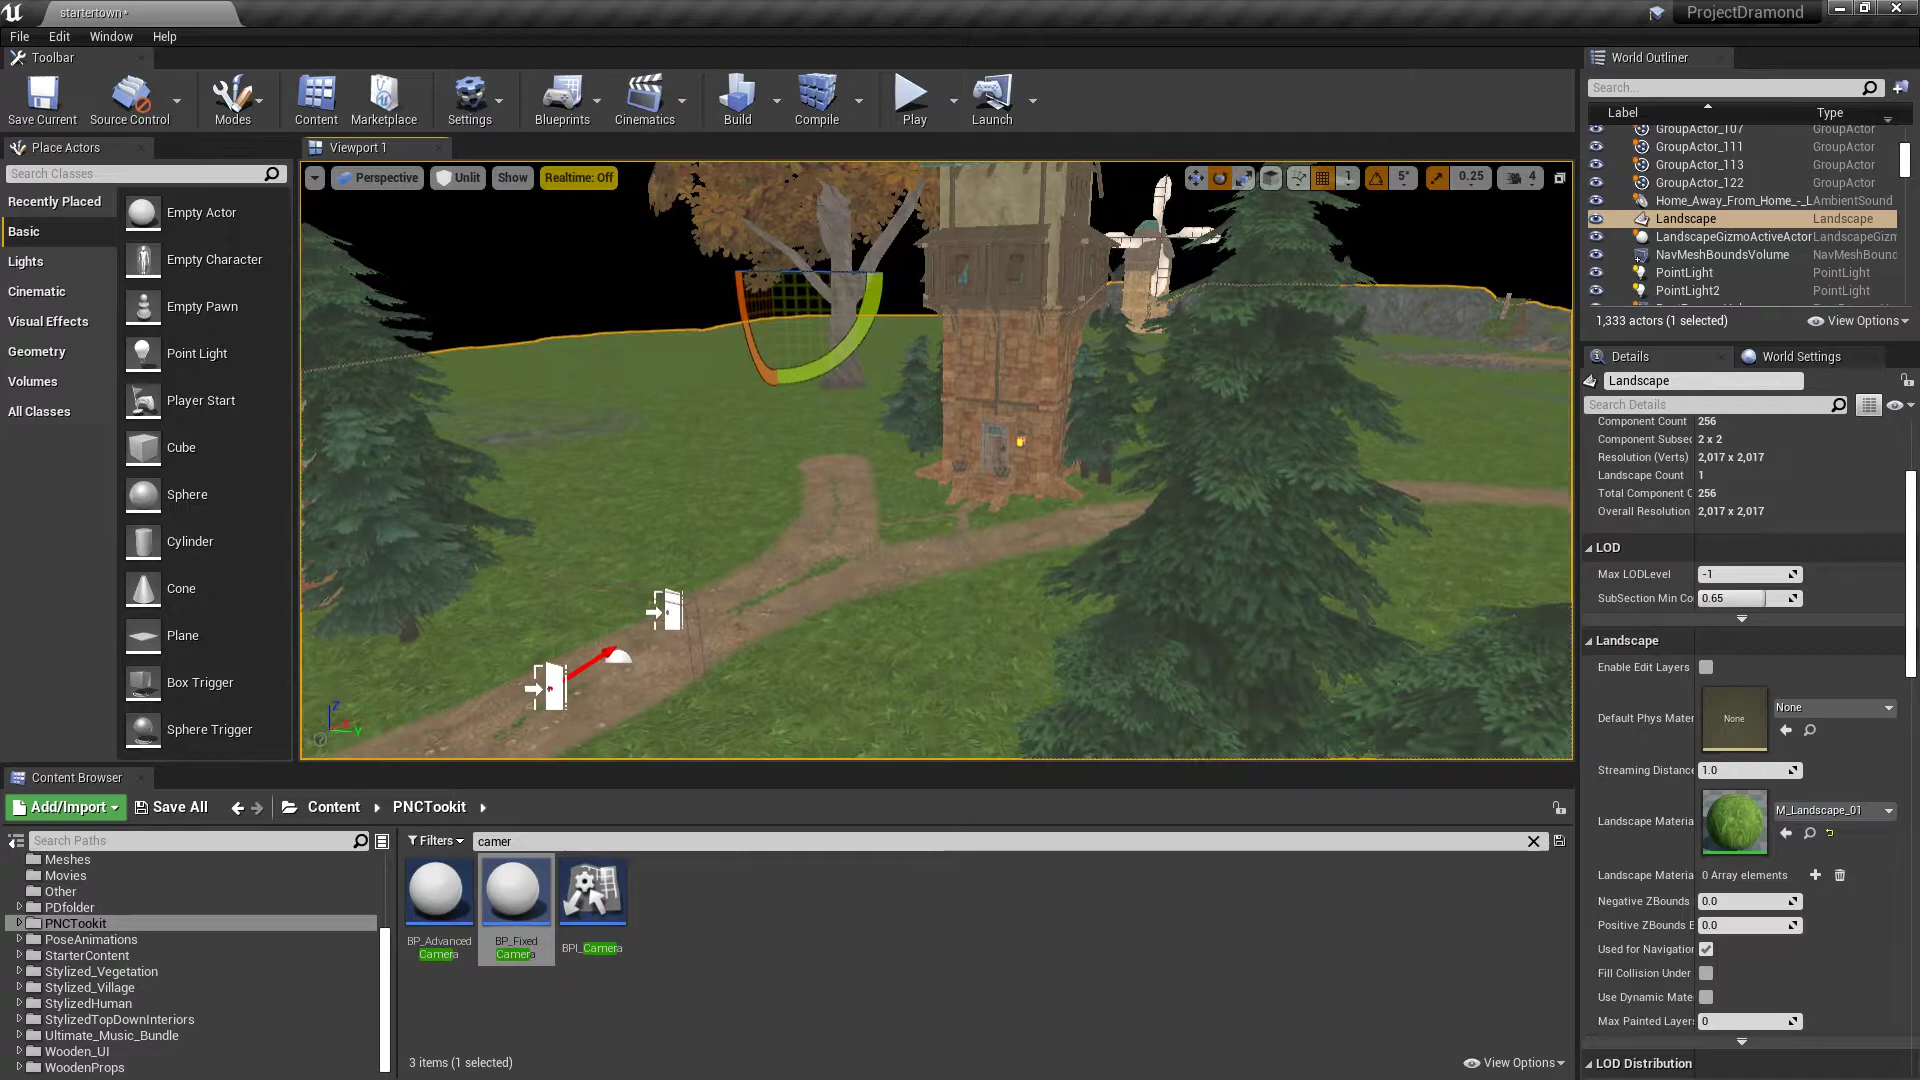 startertown*
ProjectDramond
File Edit Window Help
Toolbar
Save Current
Source Control
Modes
Content
Marketplace
Settings
Blueprints
Cinematics
Build
Compile
Play
Launch
Place Actors
Search Classes
Recently Placed
Basic
Lights
Cinematic
Visual Effects
Geometry
Volumes
All Classes
Empty Actor
Empty Character
Empty Pawn
Point Light
Player Start
Cube
Sphere
Cylinder
Cone
Plane
Box Trigger
Sphere Trigger
Viewport 1
Perspective Unlit Show Realtime: Off
1 5° 0.25 4
Z
X
Y
World Outliner
Search...
Label Type
GroupActor_107 GroupActor
GroupActor_111 GroupActor
GroupActor_113 GroupActor
GroupActor_122 GroupActor
Home_Away_From_Home_-_L AmbientSound
Landscape Landscape
LandscapeGizmoActiveActor LandscapeGizm
NavMeshBoundsVolume NavMeshBound
PointLight PointLight
PointLight2 PointLight
1,333 actors (1 selected) View Options
Details World Settings
Landscape
Search Details
Component Count 256
Component Subsec 2 x 2
Resolution (Verts) 2,017 x 2,017
Landscape Count 1
Total Component C 256
Overall Resolution 2,017 x 2,017
LOD
Max LODLevel -1
SubSection Min Co 0.65
Landscape
Enable Edit Layers
Default Phys Mater None None
Streaming Distance 1.0
Landscape Materia M_Landscape_01
Landscape Materia 0 Array elements
Negative ZBounds 0.0
Positive ZBounds E 0.0
Used for Navigation
Fill Collision Under
Use Dynamic Mate
Max Painted Layers 0
LOD Distribution
Content Browser
Add/Import Save All Content PNCTookit
Search Paths
Filters camer
Meshes
Movies
Other
PDfolder
PNCTookit
PoseAnimations
StarterContent
Stylized_Vegetation
Stylized_Village
StylizedHuman
StylizedTopDownInteriors
Ultimate_Music_Bundle
Wooden_UI
WoodenProps
BP_Advanced
Camera
BP_Fixed
Camera
BPI_Camera
3 items (1 selected) View Options